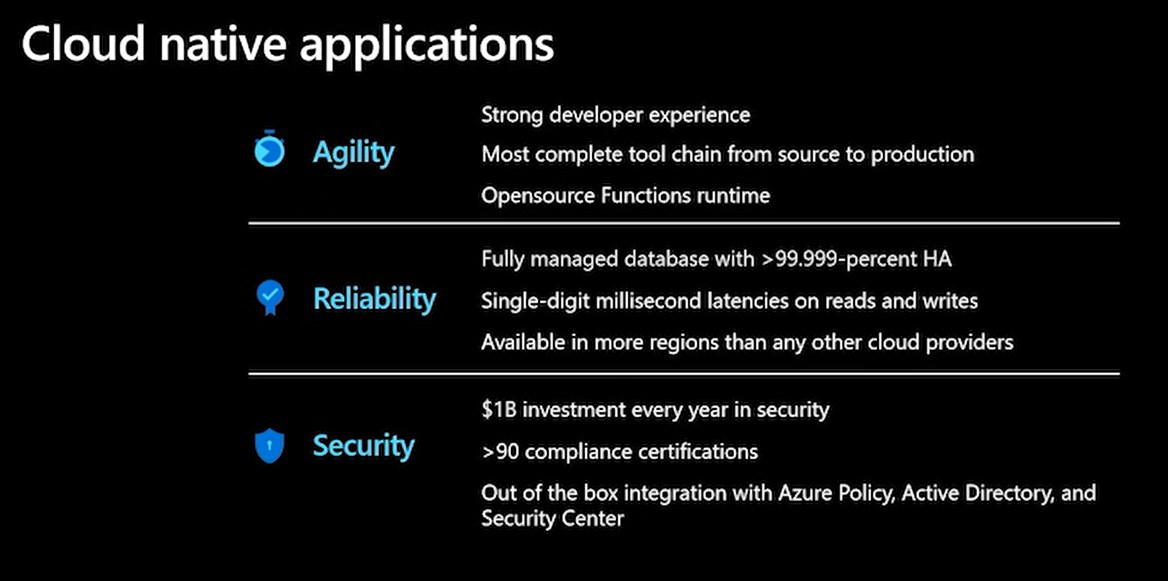 Cloud native applications
Agility
Strong developer experience
Most complete tool chain from source to production
Opensource Functions runtime
Reliability
Fully managed database with >99.999-percent HA
Single-digit millisecond latencies on reads and writes
Available in more regions than any other cloud providers
Security
$1B investment every year in security
>90 compliance certifications
Out of the box integration with Azure Policy, Active Directory, and
Security Center